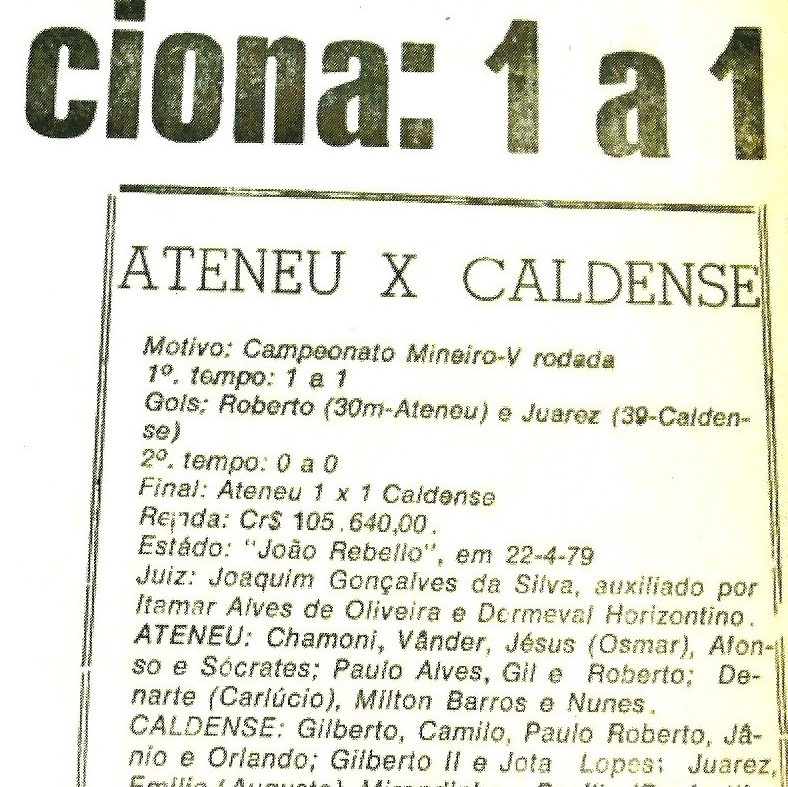 ciona: 1 a 1
ATENEU X CALDENSE
Motivo: Campeonato Mineiro-V rodada
1º. tempo: 1 a 1
Gols: Roberto (30m-Ateneu) e Juarez (39-Calden-
se)
2º. tempo: 0 a 0
Final: Ateneu 1 x 1 Caldense
Renda: Cr$ 105.640,00.
Estádo: "João Rebello", em 22-4-79
Juiz: Joaquim Gonçalves da Silva, auxiliado por
Itamar Alves de Oliveira e Dormeval Horizontino.
ATENEU: Chamoni, Vânder, Jésus (Osmar), Afon-
so e Sócrates; Paulo Alves, Gil e Roberto; De-
narte (Carlúcio), Milton Barros e Nunes.
CALDENSE: Gilberto, Camilo, Paulo Roberto, Jâ-
nio e Orlando; Gilberto II e Jota Lopes; Juarez,